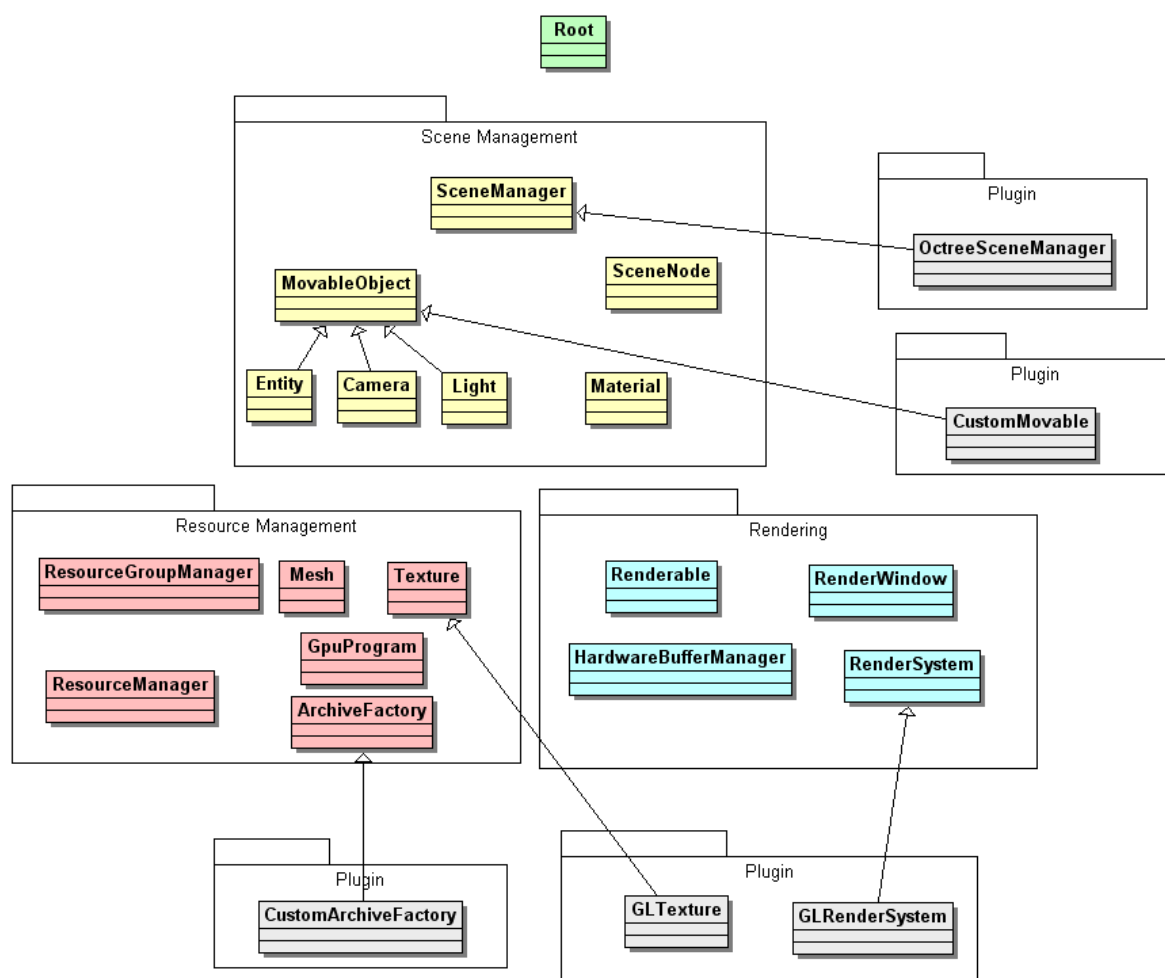 Root
Scene Management
SceneManager
Plugin
OctreeSceneManager
MovableObject
SceneNode
Entity
Camera
Light
Material
Plugin
CustomMovable
Resource Management
ResourceGroupManager
Mesh
Texture
GpuProgram
ResourceManager
ArchiveFactory
Rendering
Renderable
RenderWindow
HardwareBufferManager
RenderSystem
Plugin
CustomArchiveFactory
Plugin
GLTexture
GLRenderSystem